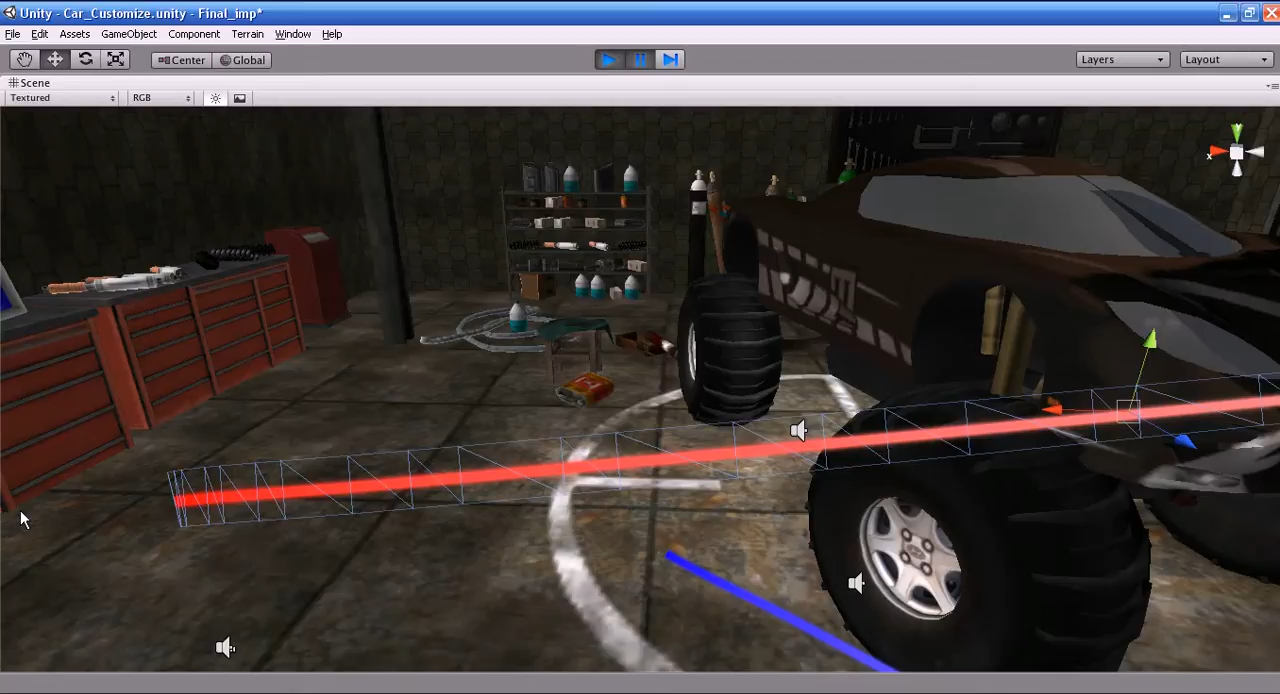 Unity - Car_Customize.unity - Final_imp*
File Edit Assets GameObject Component Terrain Window Help
Center Global Layers Layout
Scene
Textured RGB
y
x